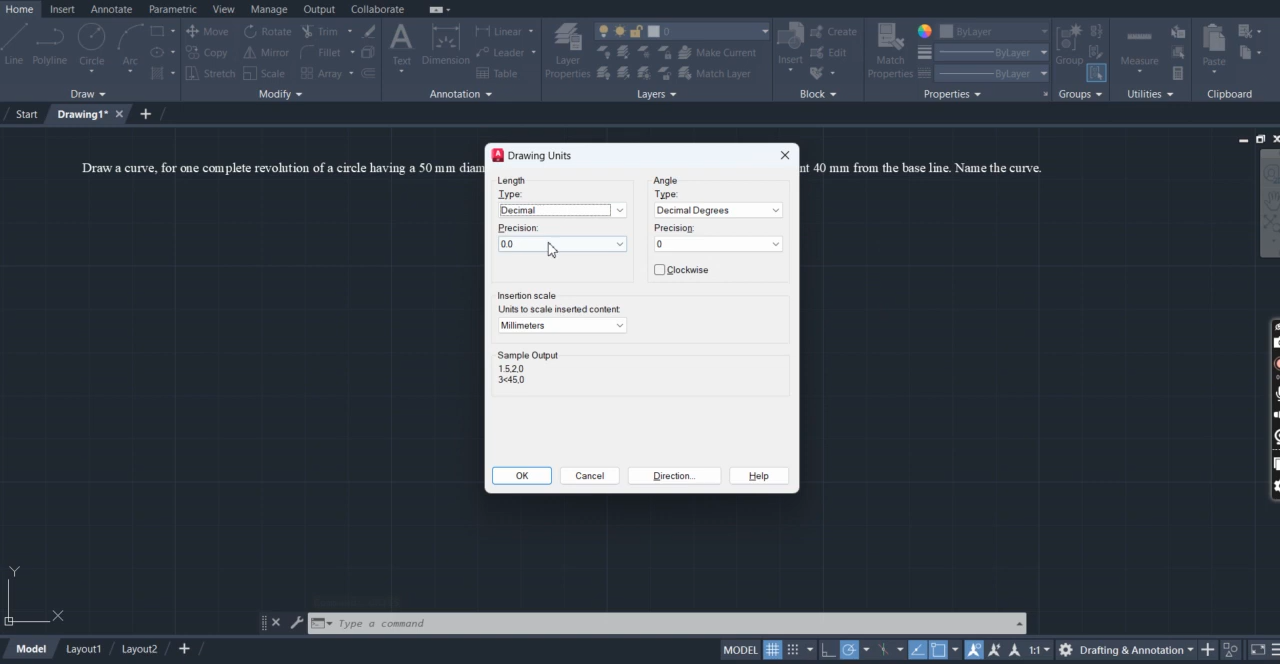 Home Insert Annotate Parametric View Manage Output Collaborate
Line Polyline Circle Arc
Move Rotate Trim
Copy Mirror Fillet
Stretch Scale Array
Text Dimension
Linear
Leader
Table
Layer Properties
0
Make Current
Match Layer
Insert
Create
Edit
Match Properties
ByLayer
ByLayer
ByLayer
Group
Measure
Paste
Draw Modify Annotation Layers Block Properties Groups Utilities Clipboard
Start Drawing1*
Draw a curve, for one complete revolution of a circle having a 50 mm diam
nt 40 mm from the base line. Name the curve.
Drawing Units
Length
Type:
Decimal
Precision:
0.0
Angle
Type:
Decimal Degrees
Precision:
0
Clockwise
Insertion scale
Units to scale inserted content:
Millimeters
Sample Output
1.5,2,0
3<45,0
OK Cancel Direction... Help
Y
X
Type a command
Model Layout1 Layout2
MODEL 1:1 Drafting & Annotation